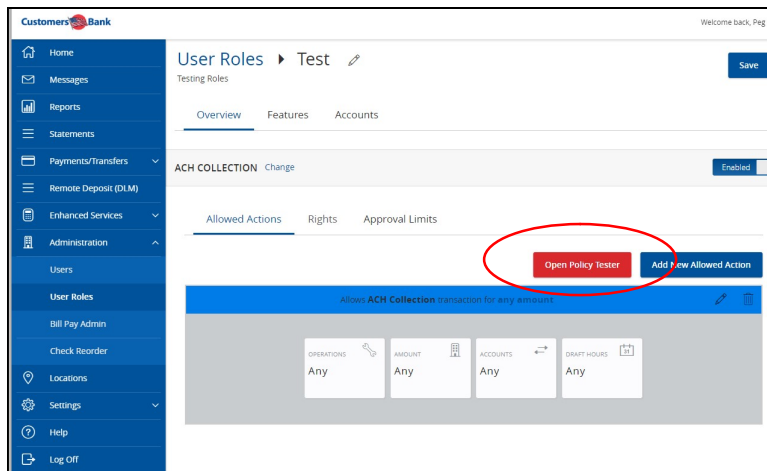 Customers Bank
Welcome back, Peg
Home
Messages
Reports
Statements
Payments/Transfers
Remote Deposit (DLM)
Enhanced Services
Administration
Users
User Roles
Bill Pay Admin
Check Reorder
Locations
Settings
Help
Log Off
User Roles Test
Save
Testing Roles
Overview Features Accounts
ACH COLLECTION Change
Enabled
Allowed Actions Rights Approval Limits
Open Policy Tester Add New Allowed Action
Allows ACH Collection transaction for any amount
OPERATIONS AMOUNT ACCOUNTS DRAFT HOURS 31
Any Any Any Any